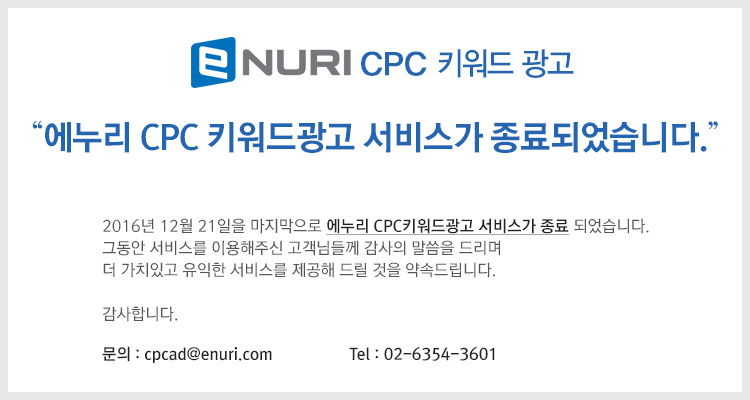 eNURI CPC 키워드 광고
“에누리 CPC 키워드광고 서비스가 종료되었습니다.”
2016년 12월 21일을 마지막으로 에누리 CPC키워드광고 서비스가 종료 되었습니다.
그동안 서비스를 이용해주신 고객님들께 감사의 말씀을 드리며
더 가치있고 유익한 서비스를 제공해 드릴 것을 약속드립니다.
감사합니다.
문의 : cpcad@enuri.com Tel : 02-6354-3601